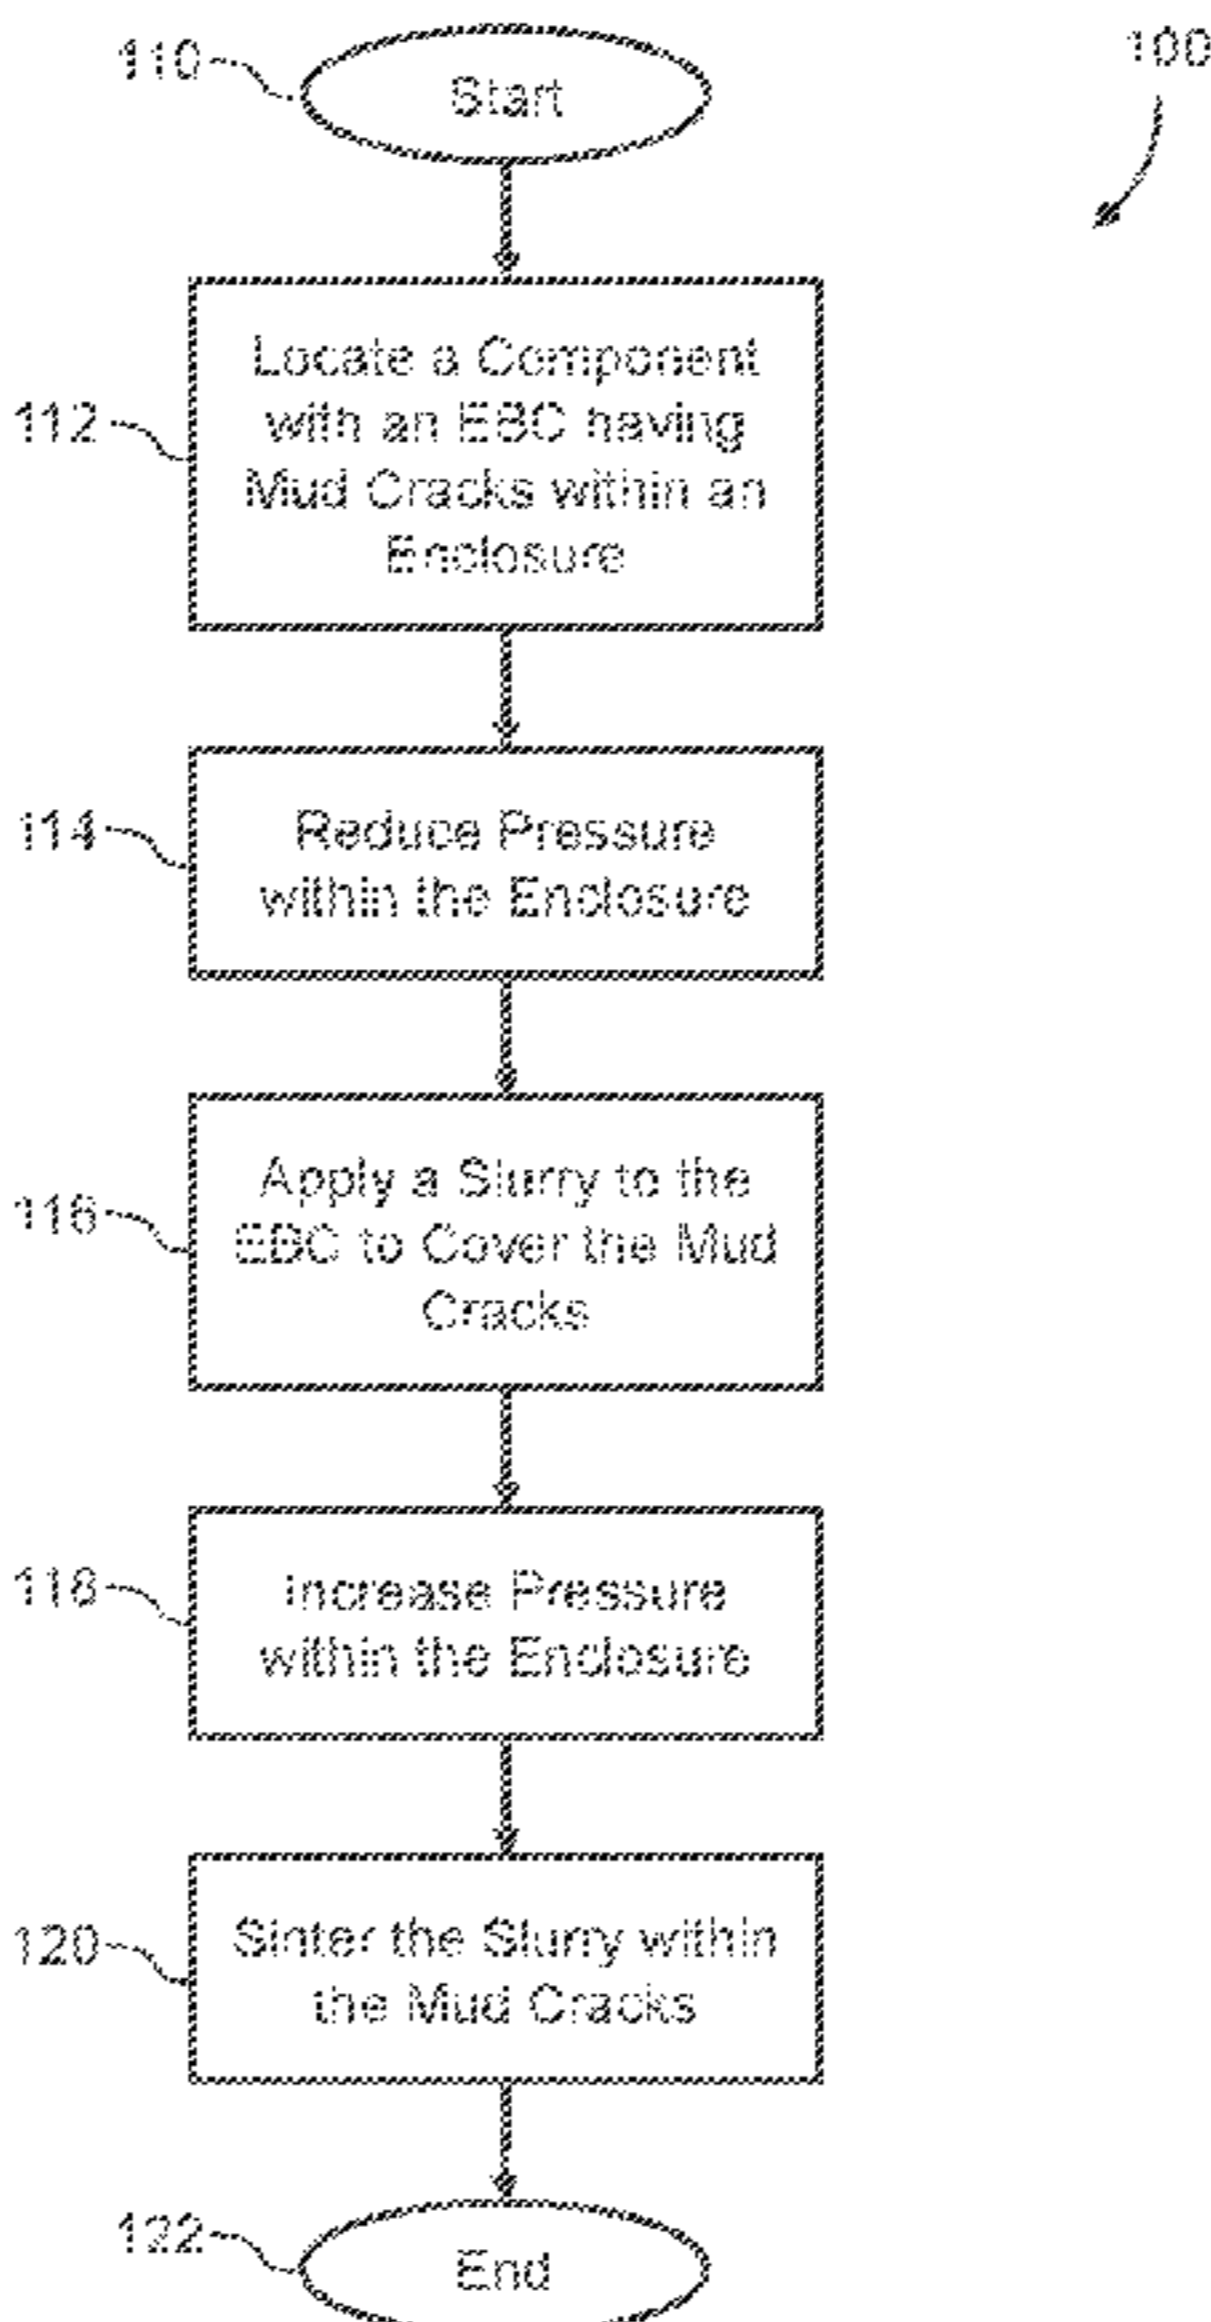 110
Start
100
112
Locate a Component
with an EBC having
Mud Cracks within an
Enclosure
114
Reduce Pressure
within the Enclosure
116
Apply a Slurry to the
EBC to Cover the Mud
Cracks
118
Increase Pressure
within the Enclosure
120
Sinter the Slurry within
the Mud Cracks
122
End